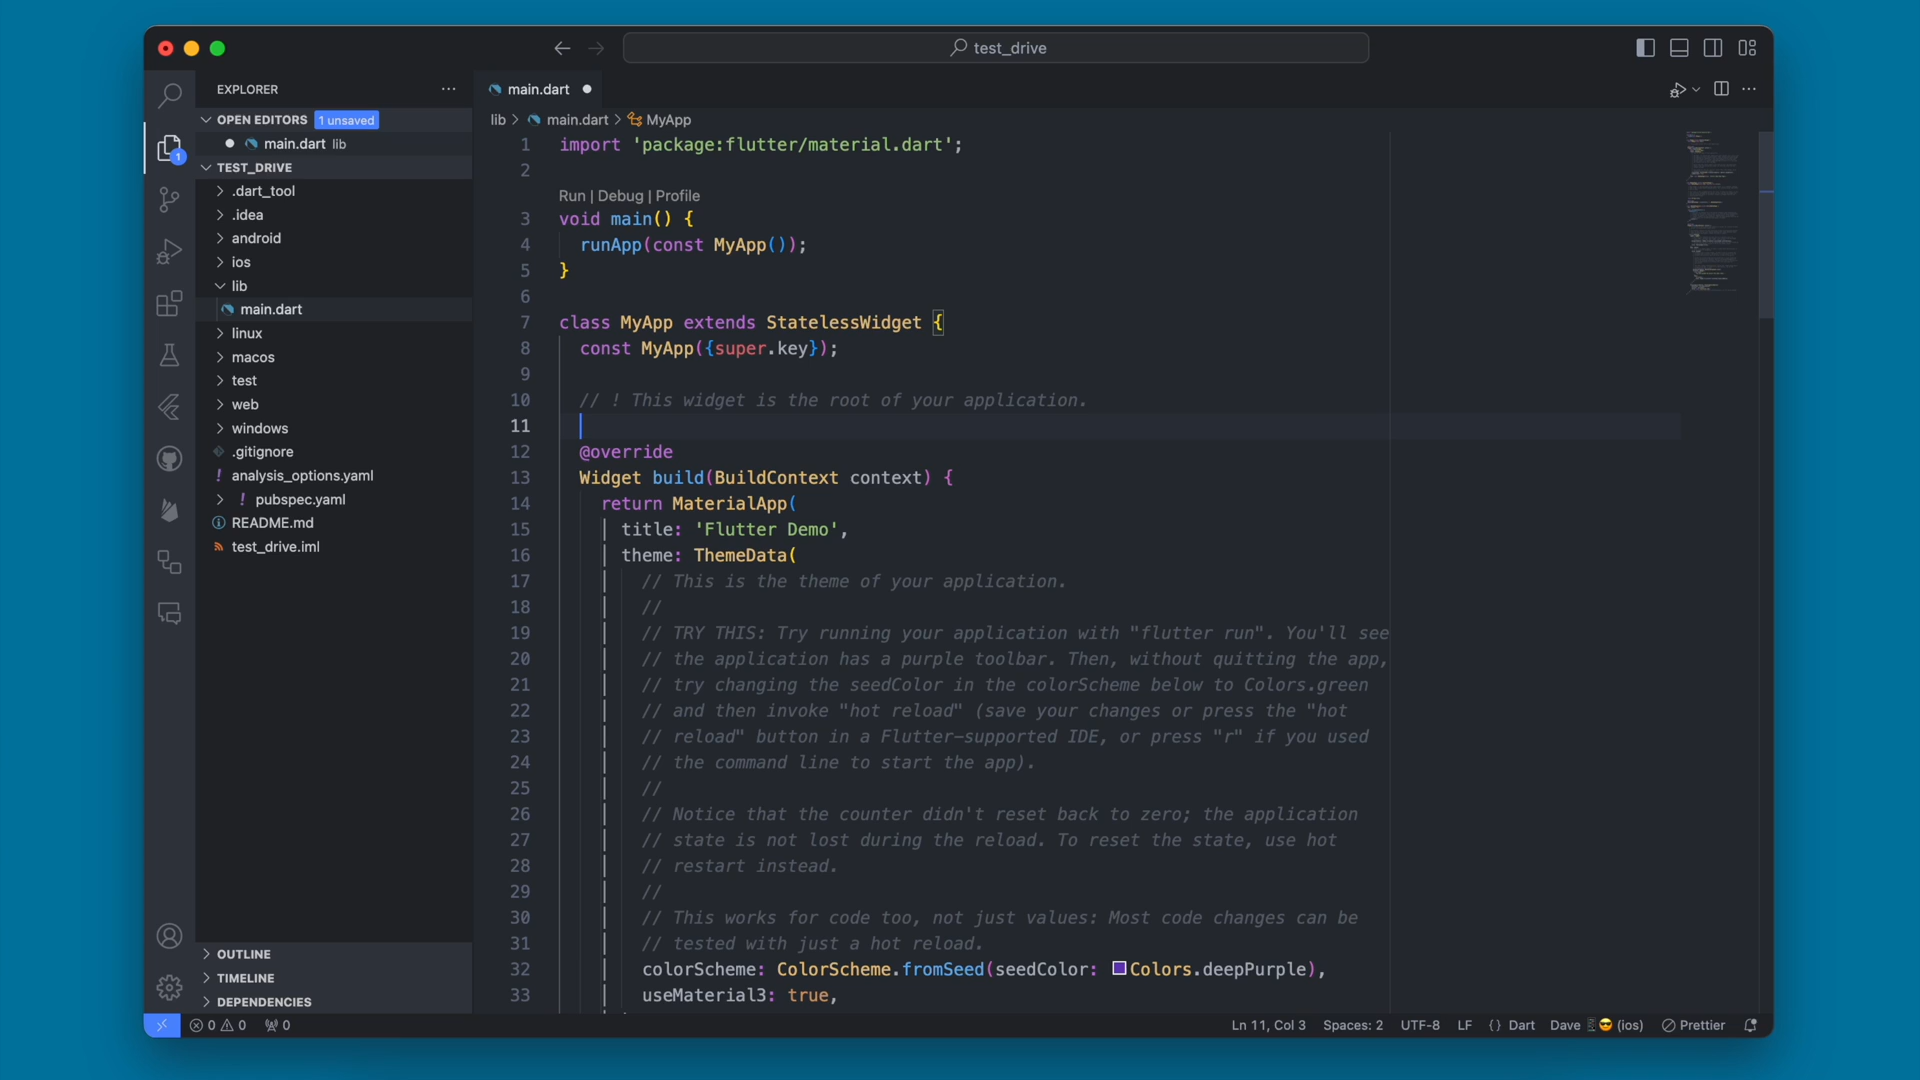 test_drive
EXPLORER
OPEN EDITORS 1 unsaved
main.dart lib
TEST_DRIVE
.dart_tool
.idea
android
ios
lib
main.dart
linux
macos
test
web
windows
.gitignore
! analysis_options.yaml
! pubspec.yaml
README.md
test_drive.iml
OUTLINE
TIMELINE
DEPENDENCIES
1
main.dart
lib > main.dart > MyApp
1 import 'package:flutter/material.dart';
2
Run | Debug | Profile
3 void main() {
4 runApp(const MyApp());
5 }
6
7 class MyApp extends StatelessWidget {
8 const MyApp({super.key});
9
10 // ! This widget is the root of your application.
11
12 @override
13 Widget build(BuildContext context) {
14 return MaterialApp(
15 title: 'Flutter Demo',
16 theme: ThemeData(
17 // This is the theme of your application.
18 //
19 // TRY THIS: Try running your application with "flutter run". You'll see
20 // the application has a purple toolbar. Then, without quitting the app,
21 // try changing the seedColor in the colorScheme below to Colors.green
22 // and then invoke "hot reload" (save your changes or press the "hot
23 // reload" button in a Flutter-supported IDE, or press "r" if you used
24 // the command line to start the app).
25 //
26 // Notice that the counter didn't reset back to zero; the application
27 // state is not lost during the reload. To reset the state, use hot
28 // restart instead.
29 //
30 // This works for code too, not just values: Most code changes can be
31 // tested with just a hot reload.
32 colorScheme: ColorScheme.fromSeed(seedColor: Colors.deepPurple),
33 useMaterial3: true,
0 0 0 Ln 11, Col 3 Spaces: 2 UTF-8 LF {} Dart Dave 😎 (ios) Prettier